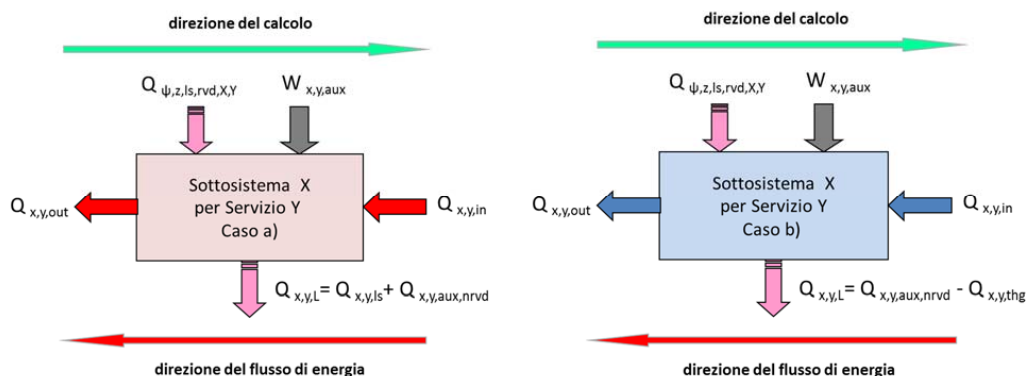 direzione del calcolo
Q ψ,z,ls,rvd,X,Y
W x,y,aux
Sottosistema X
per Servizio Y
Caso a)
Q x,y,out
Q x,y,in
Q x,y,L = Q x,y,ls + Q x,y,aux,nrvd
direzione del flusso di energia
direzione del calcolo
Q ψ,z,ls,rvd,X,Y
W x,y,aux
Sottosistema X
per Servizio Y
Caso b)
Q x,y,out
Q x,y,in
Q x,y,L = Q x,y,aux,nrvd - Q x,y,thg
direzione del flusso di energia